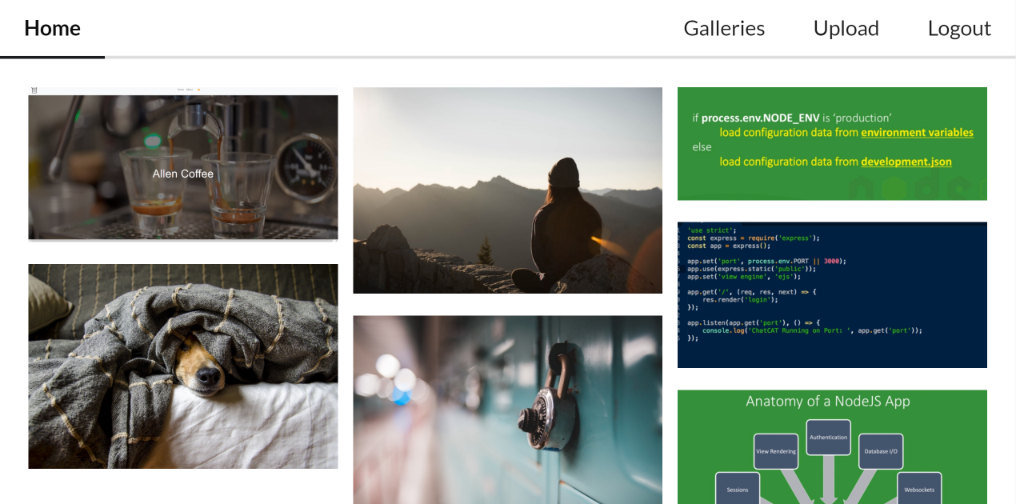 Home
Galleries
Upload
Logout
Allen Coffee
if process.env.NODE_ENV is ‘production’
load configuration data from environment variables
else
load configuration data from development.json
node
'use strict';
const express = require('express');
const app = express();
app.set('port', process.env.PORT || 3000);
app.use(express.static('public'));
app.set('view engine', 'ejs');
app.get('/', (req, res, next) => {
res.render('login');
});
app.listen(app.get('port'), () => {
console.log('ChatCAT Running on Port: ', app.get('port'));
});
Anatomy of a NodeJS App
Authentication
View Rendering
Database I/O
Sessions
Websockets